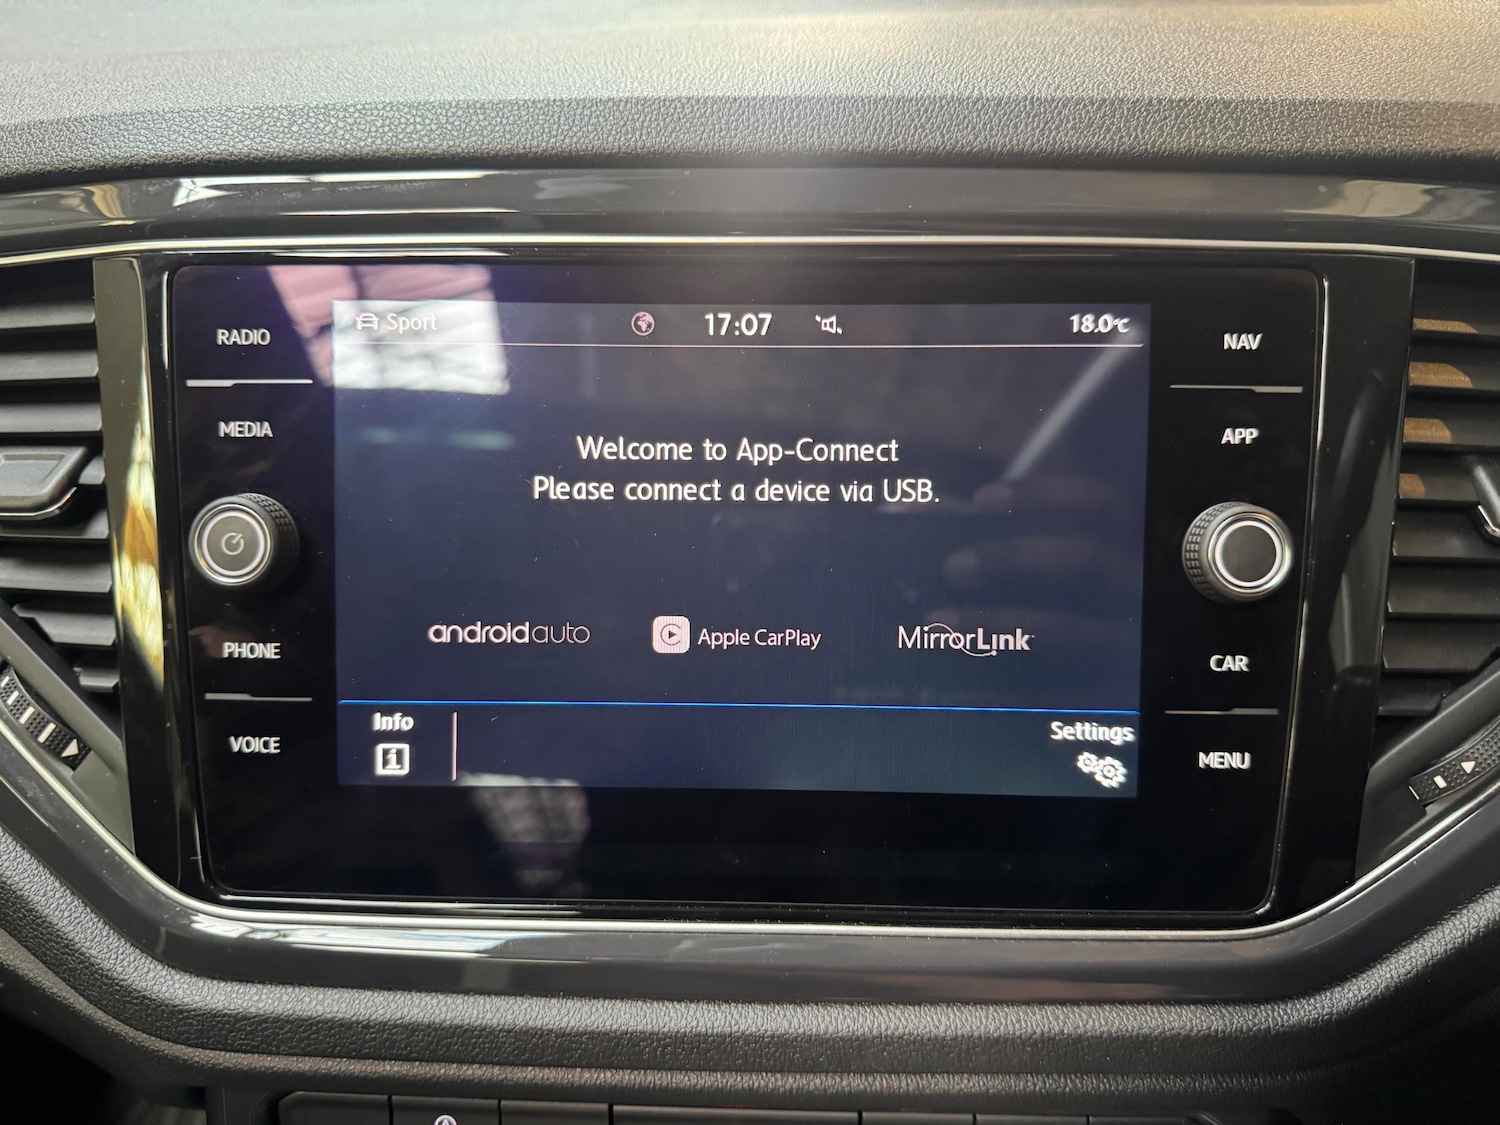 RADIO
MEDIA
PHONE
VOICE
Sport
17:07
18.0°C
Welcome to App-Connect
Please connect a device via USB.
androidauto
Apple CarPlay
MirrorLink
Info
i
Settings
NAV
APP
CAR
MENU